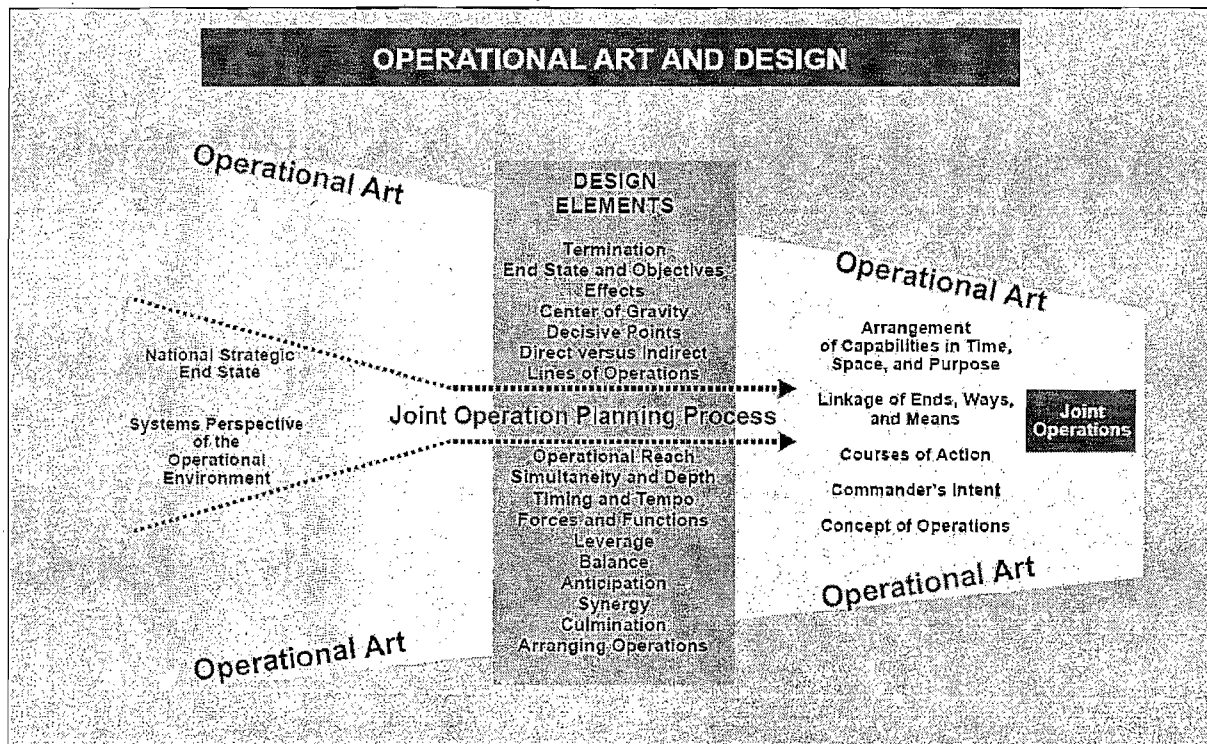 OPERATIONAL ART AND DESIGN
Operational Art
National Strategic
End State
Systems Perspective
of the
Operational
Environment
Operational Art
DESIGN
ELEMENTS
Termination
End State and Objectives
Effects
Center of Gravity
Decisive Points
Direct versus Indirect
Lines of Operations
Joint Operation Planning Process
Operational Reach
Simultaneity and Depth
Timing and Tempo
Forces and Functions
Leverage
Balance
Anticipation
Synergy
Culmination
Arranging Operations
Operational Art
Arrangement
of Capabilities in Time,
Space, and Purpose
Linkage of Ends, Ways,
and Means
Courses of Action
Commander's Intent
Concept of Operations
Operational Art
Joint
Operations